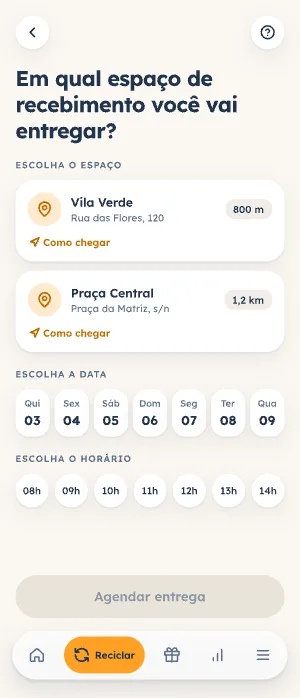 Em qual espaço de
recebimento você vai
entregar?
ESCOLHA O ESPAÇO
Vila Verde
Rua das Flores, 120
800 m
Como chegar
Praça Central
Praça da Matriz, s/n
1,2 km
Como chegar
ESCOLHA A DATA
Qui Sex Sáb Dom Seg Ter Qua
03 04 05 06 07 08 09
ESCOLHA O HORÁRIO
08h 09h 10h 11h 12h 13h 14h
Agendar entrega
Reciclar